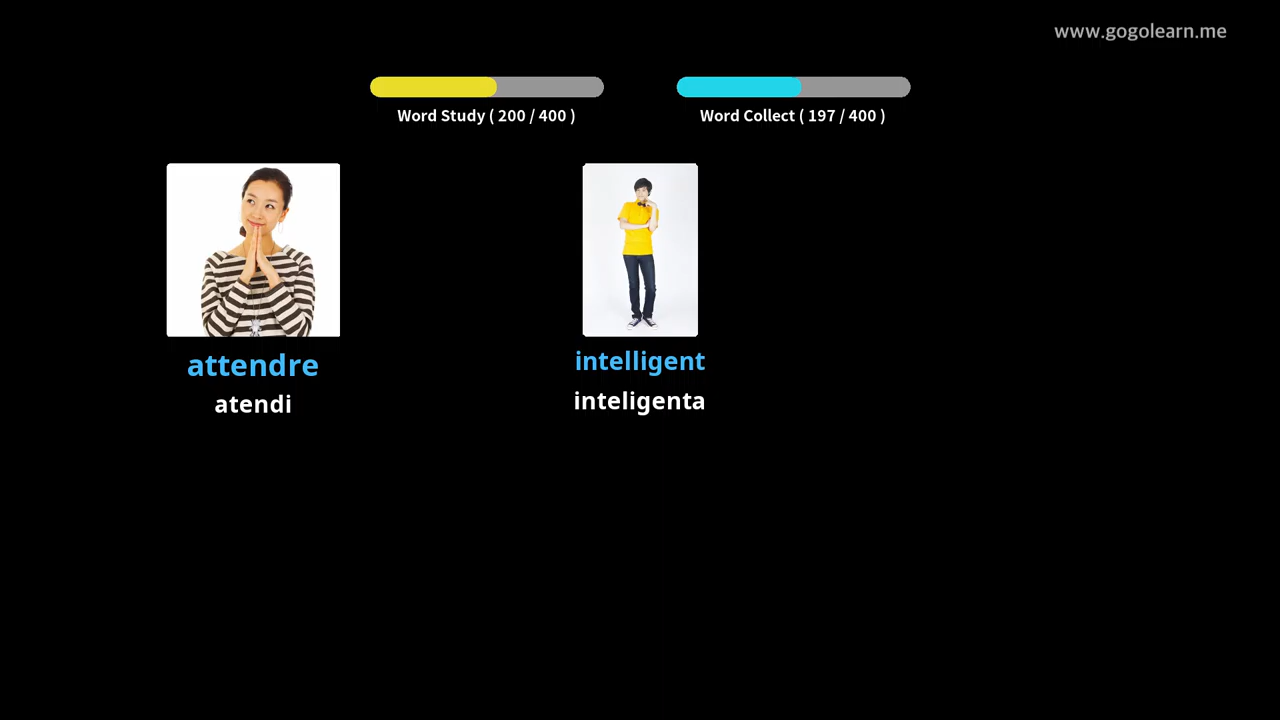 www.gogolearn.me
Word Study ( 200 / 400 )
Word Collect ( 197 / 400 )
attendre
atendi
intelligent
inteligenta